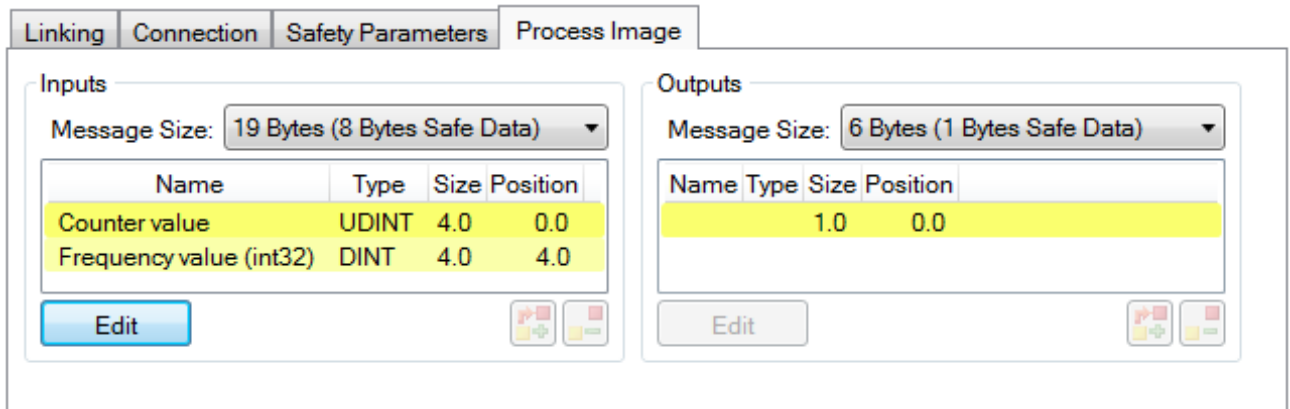 Linking Connection Safety Parameters Process Image
Inputs
Message Size: 19 Bytes (8 Bytes Safe Data)
Name Type Size Position
Counter value UDINT 4.0 0.0
Frequency value (int32) DINT 4.0 4.0
Edit
Outputs
Message Size: 6 Bytes (1 Bytes Safe Data)
Name Type Size Position
1.0 0.0
Edit